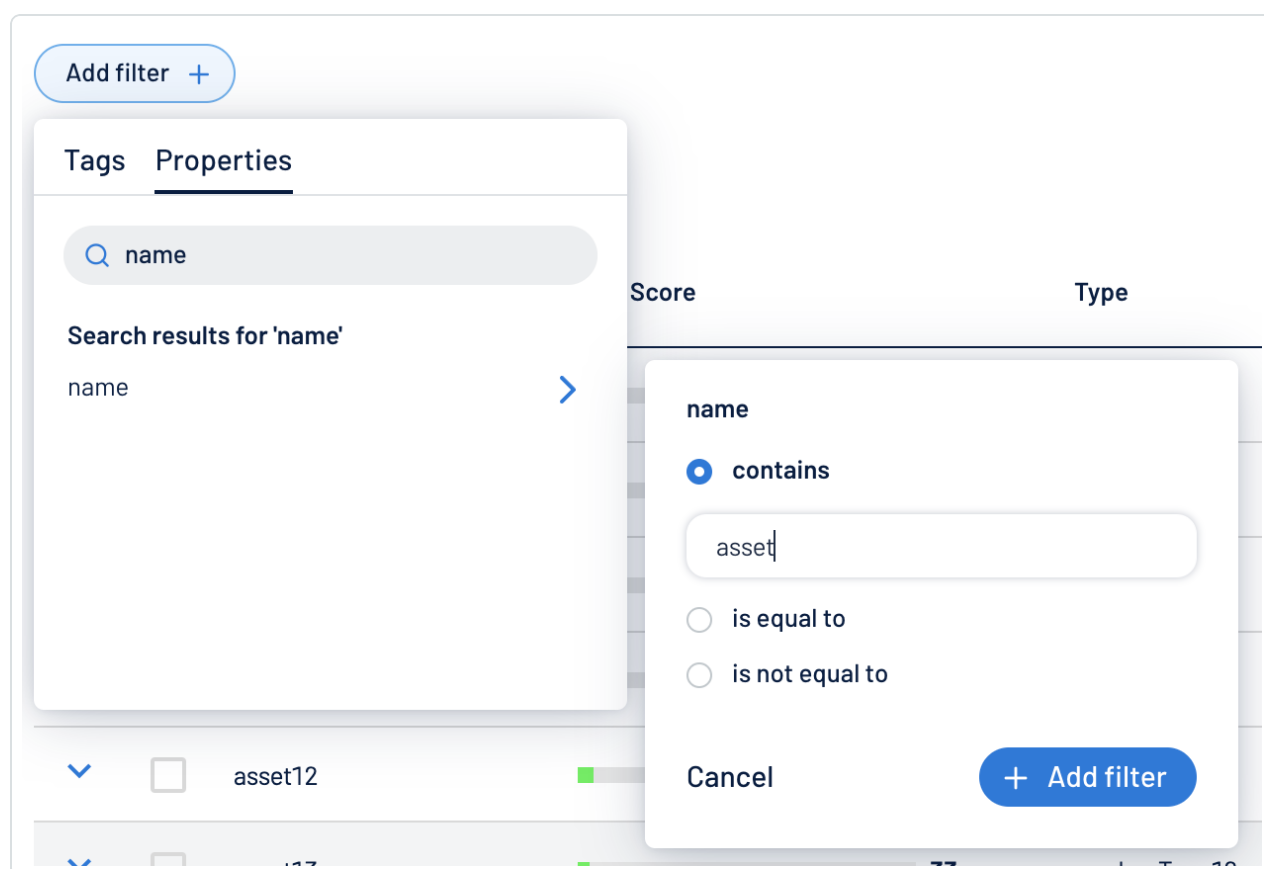 Add filter
Tags Properties
name
Score Type
Search results for 'name'
name
name
contains
asset
is equal to
is not equal to
asset12
Cancel Add filter